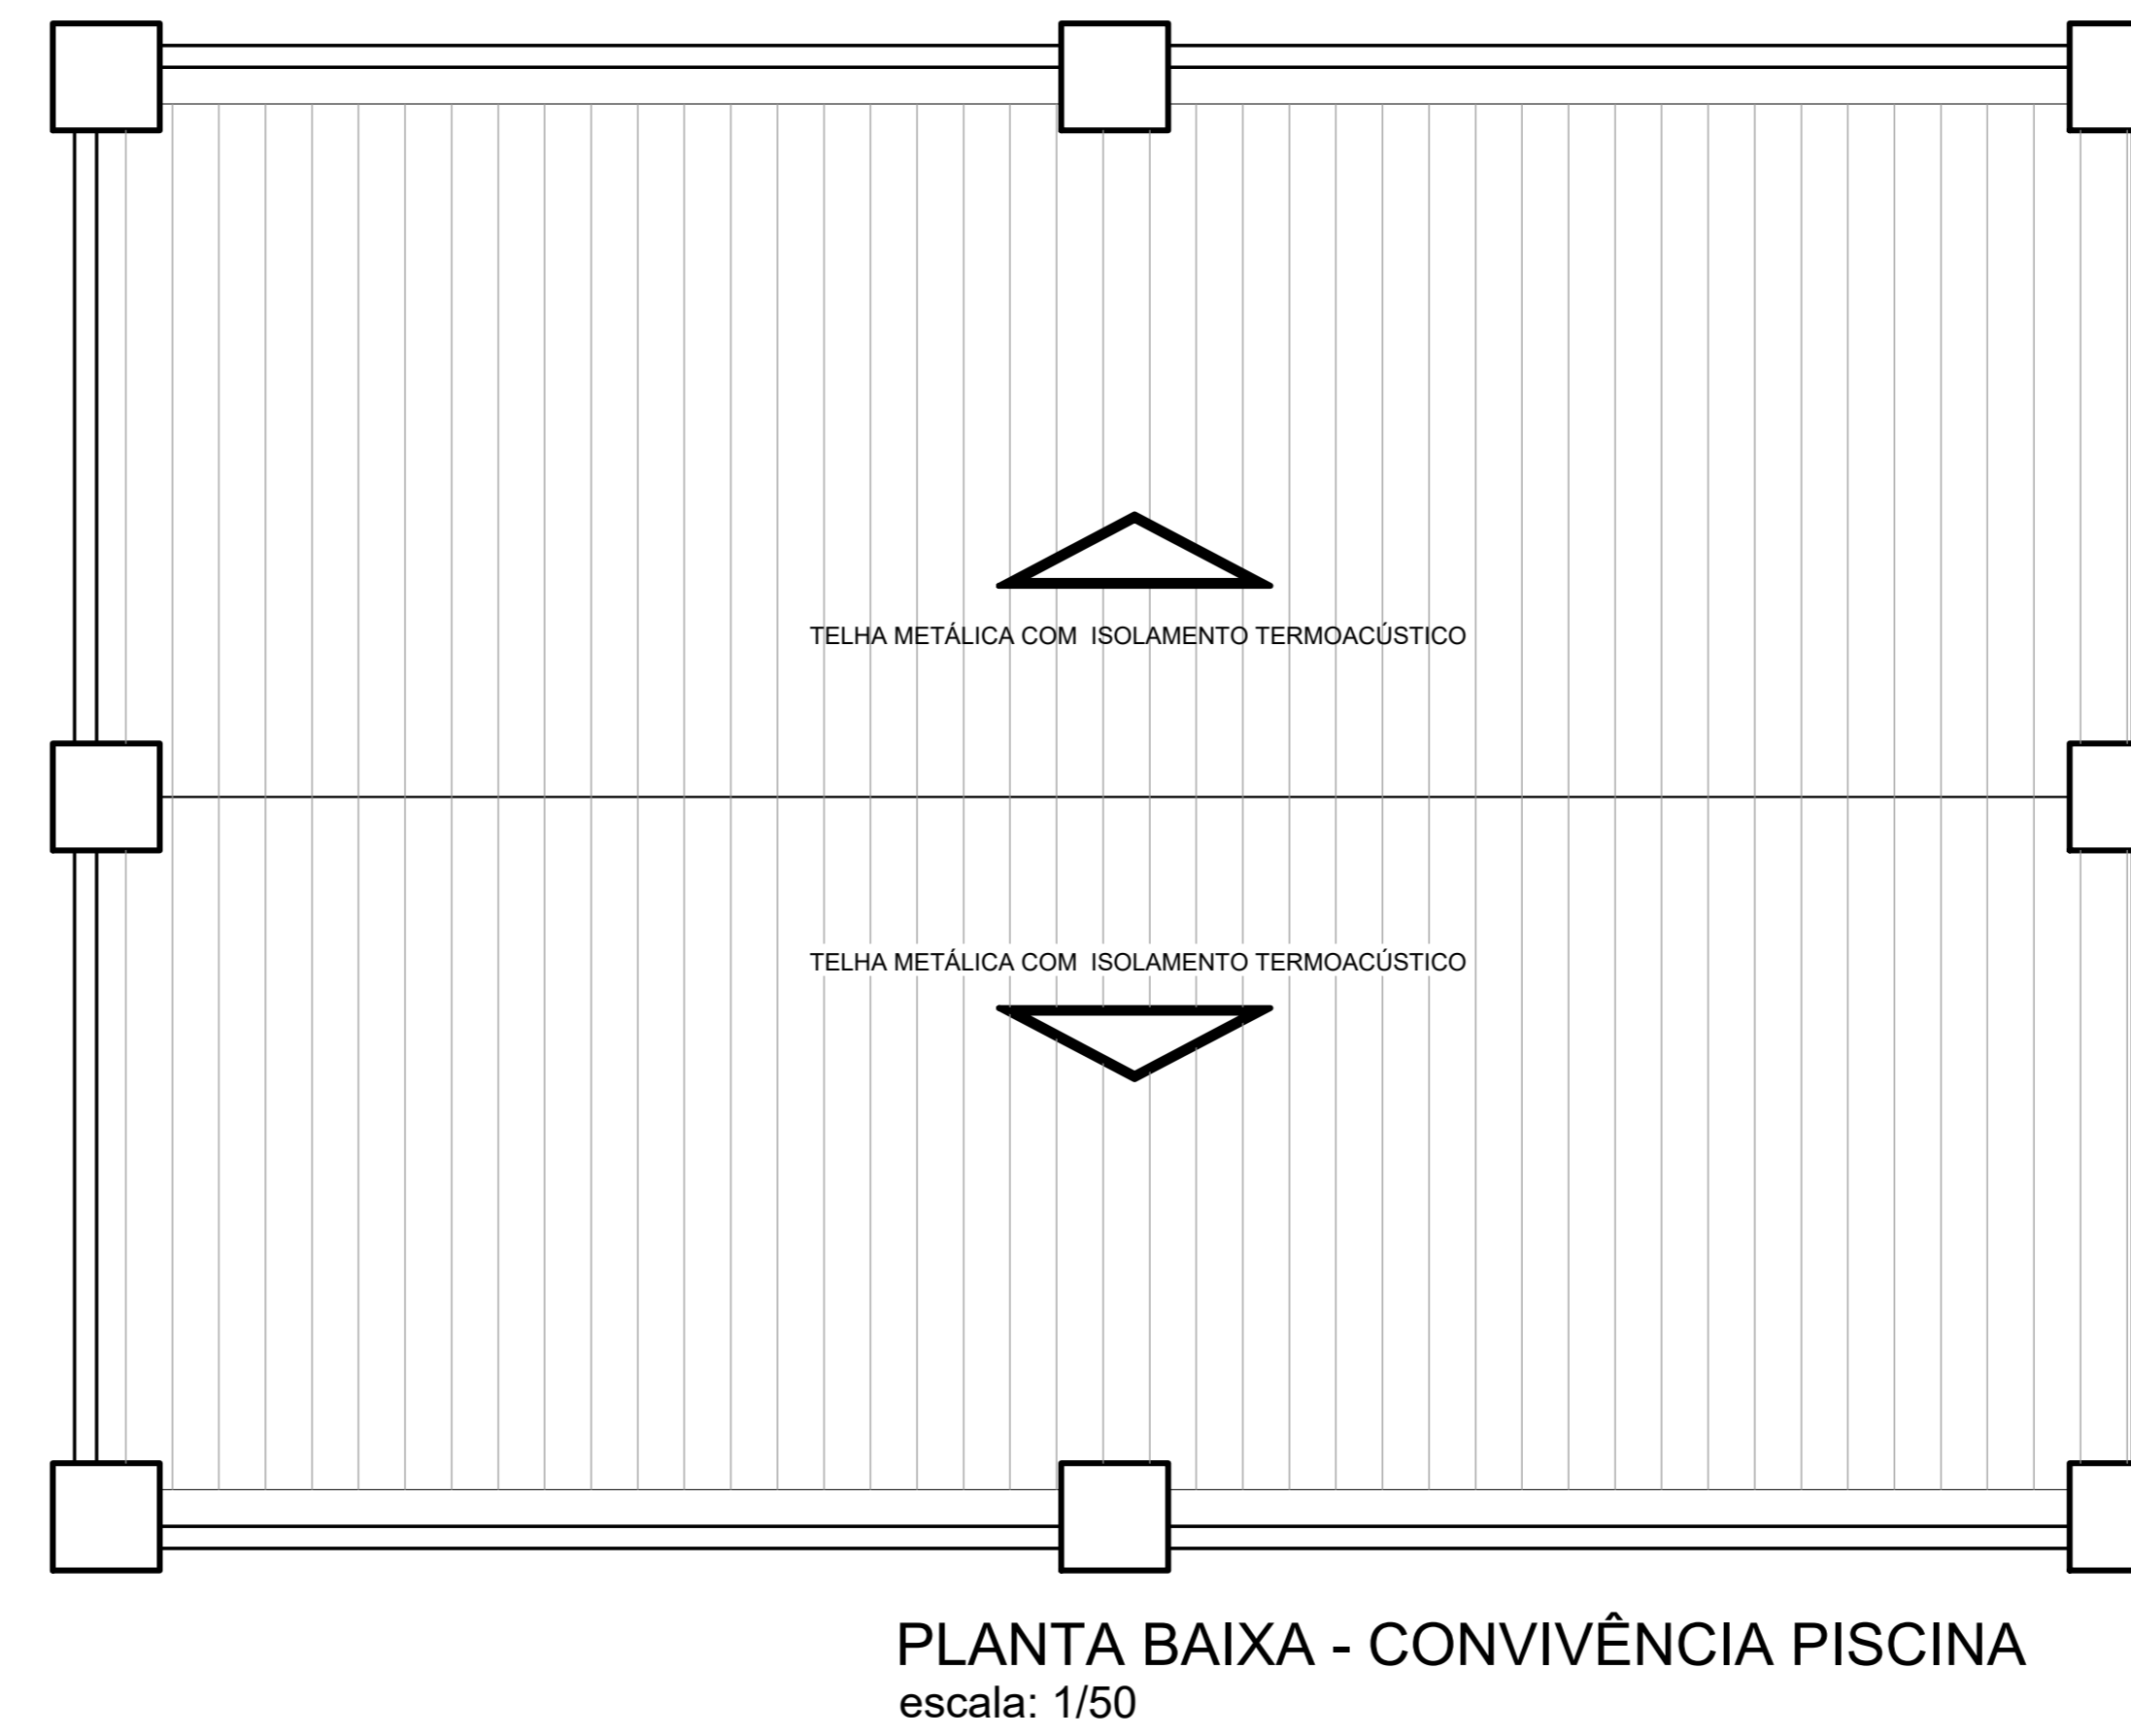 TELHA METÁLICA COM ISOLAMENTO TERMOACÚSTICO
TELHA METÁLICA COM ISOLAMENTO TERMOACÚSTICO
PLANTA BAIXA - CONVIVÊNCIA PISCINA
escala: 1/50